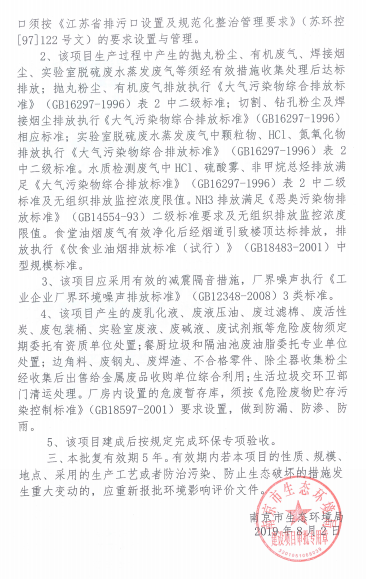 口须按《江苏省排污口设置及规范化整治管理要求》（苏环控
[97]122号文）的要求设置与管理。
2、该项目生产过程中产生的抛丸粉尘、有机废气、焊接烟
尘、实验室脱硫废水蒸发废气等须经有效措施收集处理后达标
排放；抛丸粉尘、有机废气排放执行《大气污染物综合排放标
准》（GB16297-1996）表 2 中二级标准；切割、钻孔粉尘及焊
接烟尘排放执行《大气污染物综合排放标准》（GB16297-1996）
相应标准；实验室脱硫废水蒸发废气中颗粒物、HCl、氮氧化物
排放执行《大气污染物综合排放标准》（GB16297-1996）表 2
中二级标准。水质检测废气中 HCl、硫酸雾、非甲烷总烃排放满
足《大气污染物综合排放标准》（GB16297-1996）表 2 中二级
标准及无组织排放监控浓度限值。NH3 排放满足《恶臭污染物排
放标准》（GB14554-93）二级标准要求及无组织排放监控浓度
限值。食堂油烟废气有效净化后经烟道引致楼顶达标排放，排
放执行《饮食业油烟排放标准（试行）》（GB18483-2001）中
型规模标准。
3、该项目应采用有效的减震隔音措施，厂界噪声执行《工
业企业厂界环境噪声排放标准》（GB12348-2008）3 类标准。
4、该项目产生的废乳化液、废液压油、废过滤棉、废活性
炭、废包装桶、实验室废液、废碱液、废试剂瓶等危险废物须定
期委托有资质单位处置；餐厨垃圾和隔油池废油脂委托专业单位
处置；边角料、废钢丸、废焊渣、不合格零件、除尘器收集粉尘
经收集后出售给金属废品收购单位综合利用；生活垃圾交环卫部
门清运处理。厂房内设置的危废暂存库，须按《危险废物贮存污
染控制标准》（GB18597-2001）要求设置，做到防漏、防渗、防
雨。
5、该项目建成后按规定完成环保专项验收。
三、本批复有效期 5 年。有效期内若本项目的性质、规模、
地点、采用的生产工艺或者防治污染、防止生态破坏的措施发
生重大变动的，应重新报批环境影响评价文件。
南京市生态环境局
2019 年 8 月 2 日
南京市生态环境局
建设项目审批专用章